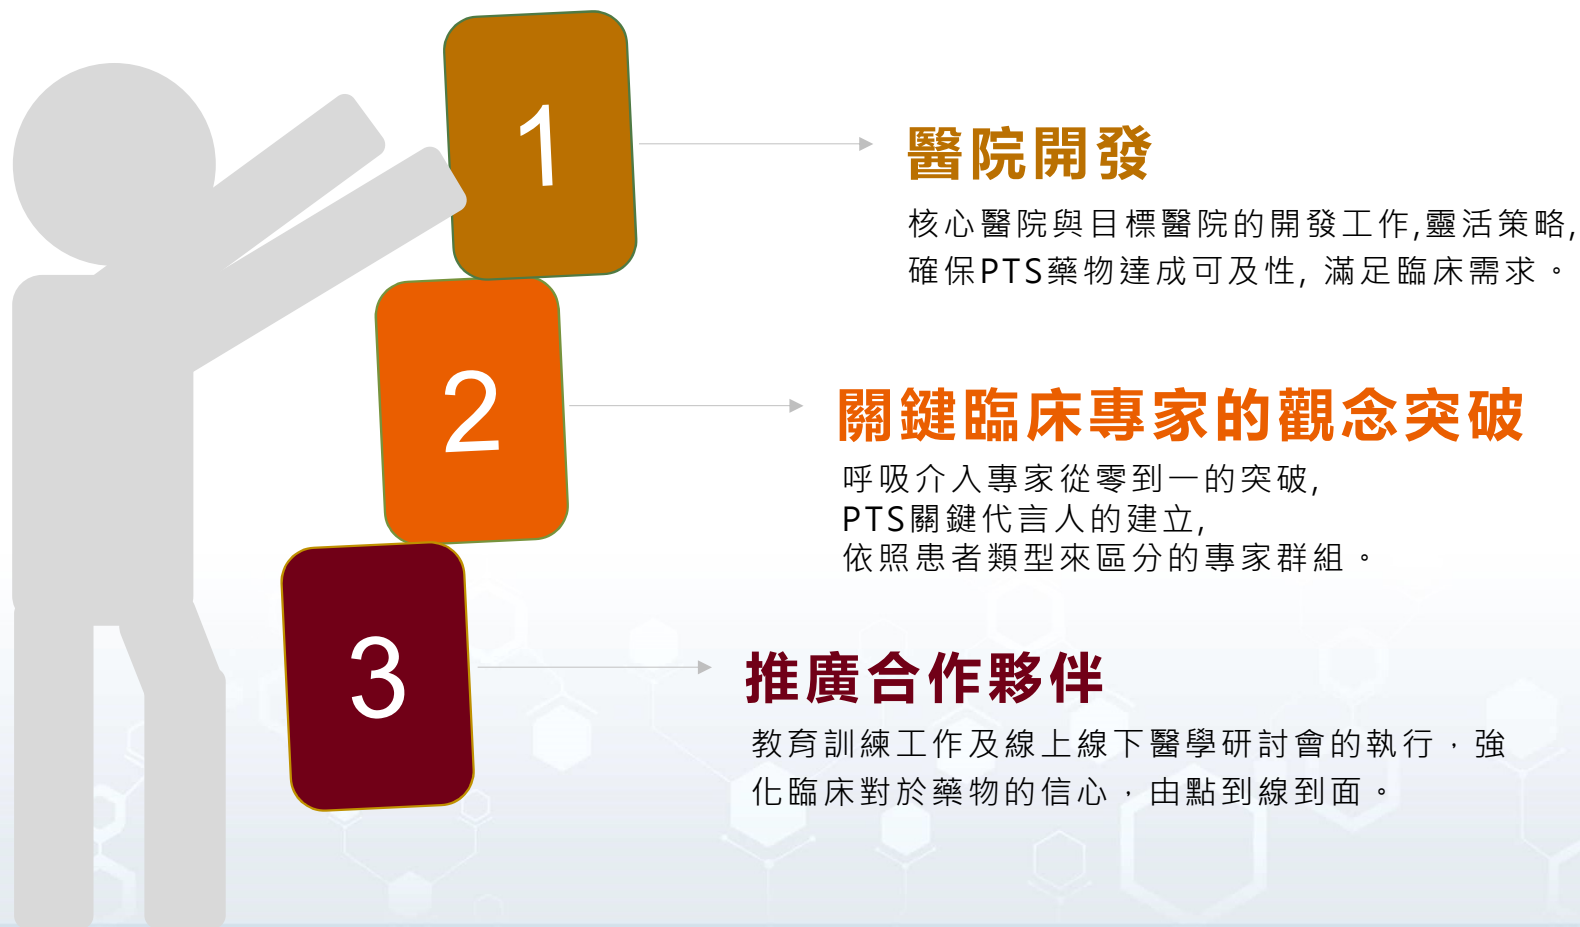 1
醫院開發
核心醫院與目標醫院的開發工作,靈活策略,
確保PTS藥物達成可及性, 滿足臨床需求。
2
關鍵臨床專家的觀念突破
呼吸介入專家從零到一的突破,
PTS關鍵代言人的建立,
依照患者類型來區分的專家群組。
3
推廣合作夥伴
教育訓練工作及線上線下醫學研討會的執行，強
化臨床對於藥物的信心，由點到線到面。